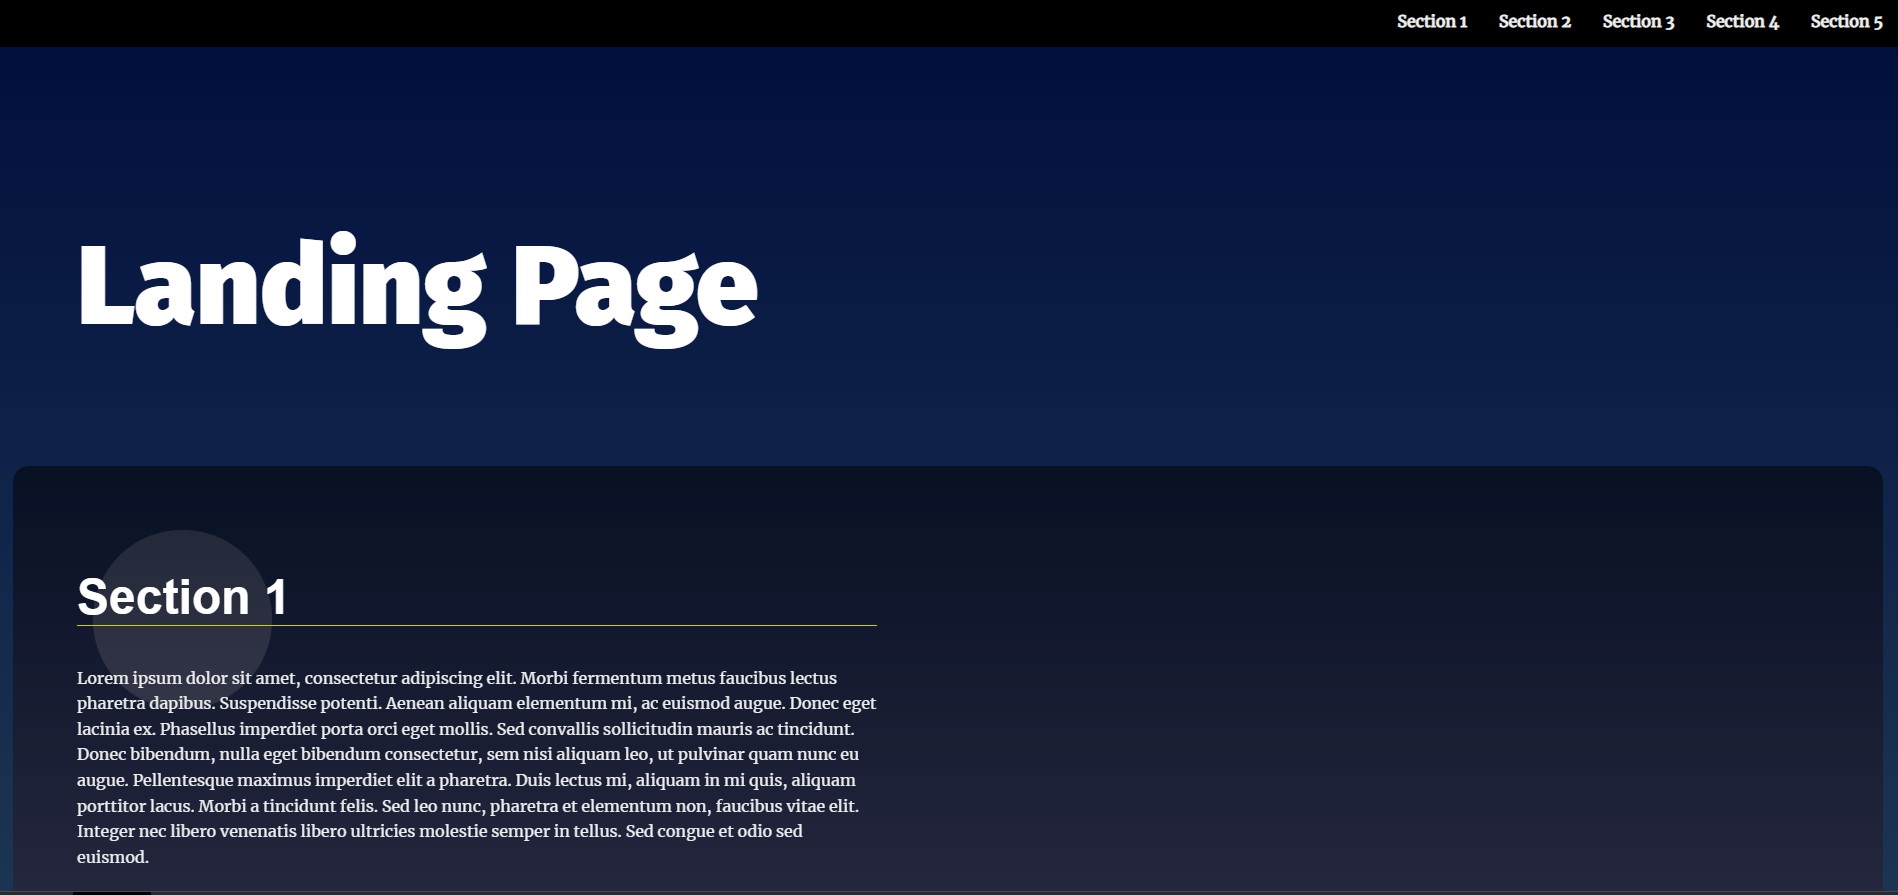 Section 1 Section 2 Section 3 Section 4 Section 5
Landing Page
Section 1
Lorem ipsum dolor sit amet, consectetur adipiscing elit. Morbi fermentum metus faucibus lectus
pharetra dapibus. Suspendisse potenti. Aenean aliquam elementum mi, ac euismod augue. Donec eget
lacinia ex. Phasellus imperdiet porta orci eget mollis. Sed convallis sollicitudin mauris ac tincidunt.
Donec bibendum, nulla eget bibendum consectetur, sem nisi aliquam leo, ut pulvinar quam nunc eu
augue. Pellentesque maximus imperdiet elit a pharetra. Duis lectus mi, aliquam in mi quis, aliquam
porttitor lacus. Morbi a tincidunt felis. Sed leo nunc, pharetra et elementum non, faucibus vitae elit.
Integer nec libero venenatis libero ultricies molestie semper in tellus. Sed congue et odio sed
euismod.